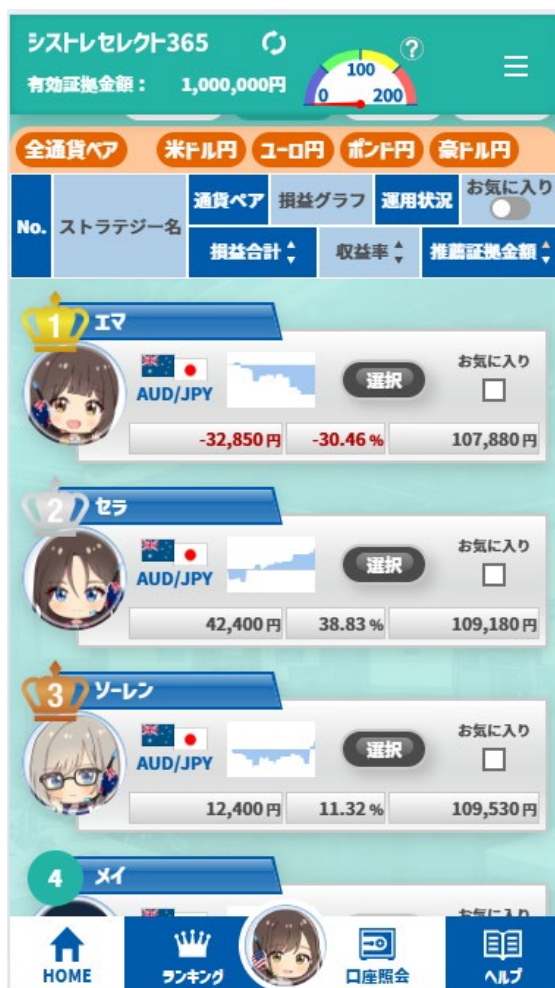 シストレセレクト365
?
有効証拠金額： 1,000,000円
0 100 200
全通貨ペア 米ドル円 ユーロ円 ポンド円 豪ドル円
No. ストラテジー名 通貨ペア 損益グラフ 運用状況 お気に入り
損益合計 収益率 推薦証拠金額
1 エマ
AUD/JPY 選択 お気に入り
-32,850円 -30.46% 107,880円
2 セラ
AUD/JPY 選択 お気に入り
42,400円 38.83% 109,180円
3 ソーレン
AUD/JPY 選択 お気に入り
12,400円 11.32% 109,530円
4 メイ
お気に入り
HOME ランキング 口座照会 ヘルプ